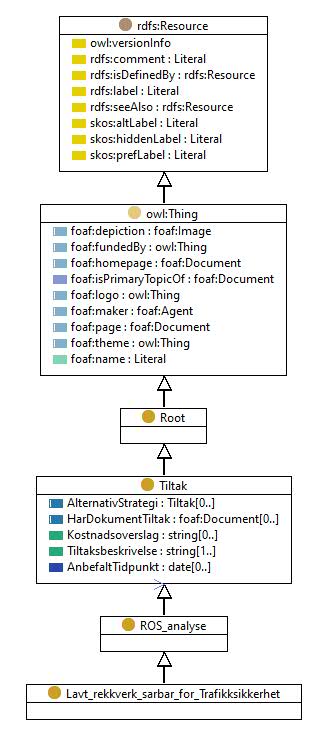 rdfs:Resource
owl:versionInfo
rdfs:comment : Literal
rdfs:isDefinedBy : rdfs:Resource
rdfs:label : Literal
rdfs:seeAlso : rdfs:Resource
skos:altLabel : Literal
skos:hiddenLabel : Literal
skos:prefLabel : Literal
owl:Thing
foaf:depiction : foaf:Image
foaf:fundedBy : owl:Thing
foaf:homepage : foaf:Document
foaf:isPrimaryTopicOf : foaf:Document
foaf:logo : owl:Thing
foaf:maker : foaf:Agent
foaf:page : foaf:Document
foaf:theme : owl:Thing
foaf:name : Literal
Root
Tiltak
AlternativStrategi : Tiltak[0..]
HarDokumentTiltak : foaf:Document[0..]
Kostnadsoverslag : string[0..]
Tiltaksbeskrivelse : string[1..]
AnbefaltTidpunkt : date[0..]
ROS_analyse
Lavt_rekkverk_sarbar_for_Trafikksikkerhet